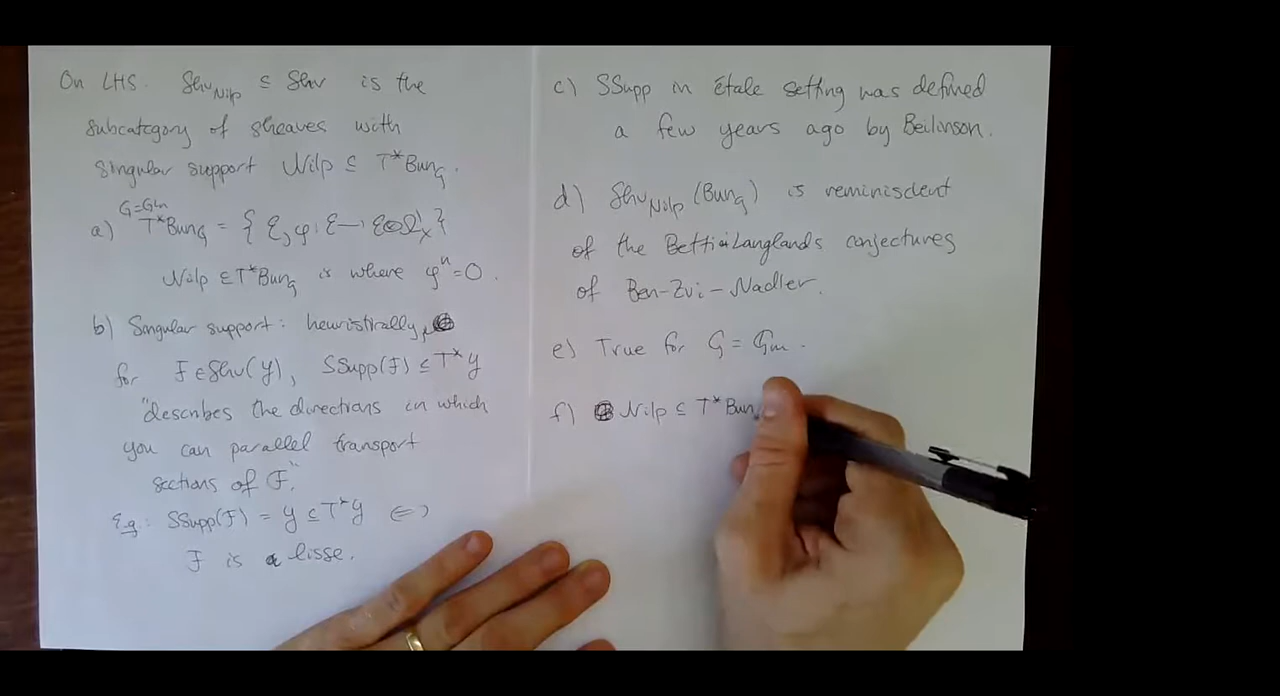 On LHS. Shv_Nilp ⊆ Shv is the
subcategory of sheaves with
singular support Nilp ⊆ T*Bun_G.
G=GLn
a) T*Bun_G = { E, φ: E → E⊗Ω¹_X }
Nilp ⊆ T*Bun_G is where φⁿ=0.
b) Singular support: heuristically,
for F ∈ Shv(Y), SSupp(F) ⊆ T*Y
"describes the directions in which
you can parallel transport
sections of F."
E.g: SSupp(F) = Y ⊆ T*Y ⇔
F is lisse.
c) SSupp in étale setting was defined
a few years ago by Beilinson.
d) Shv_Nilp (Bun_G) is reminiscent
of the Betti Langlands conjectures
of Ben-Zvi - Nadler.
e) True for G = Gm.
f) Nilp ⊆ T*Bun